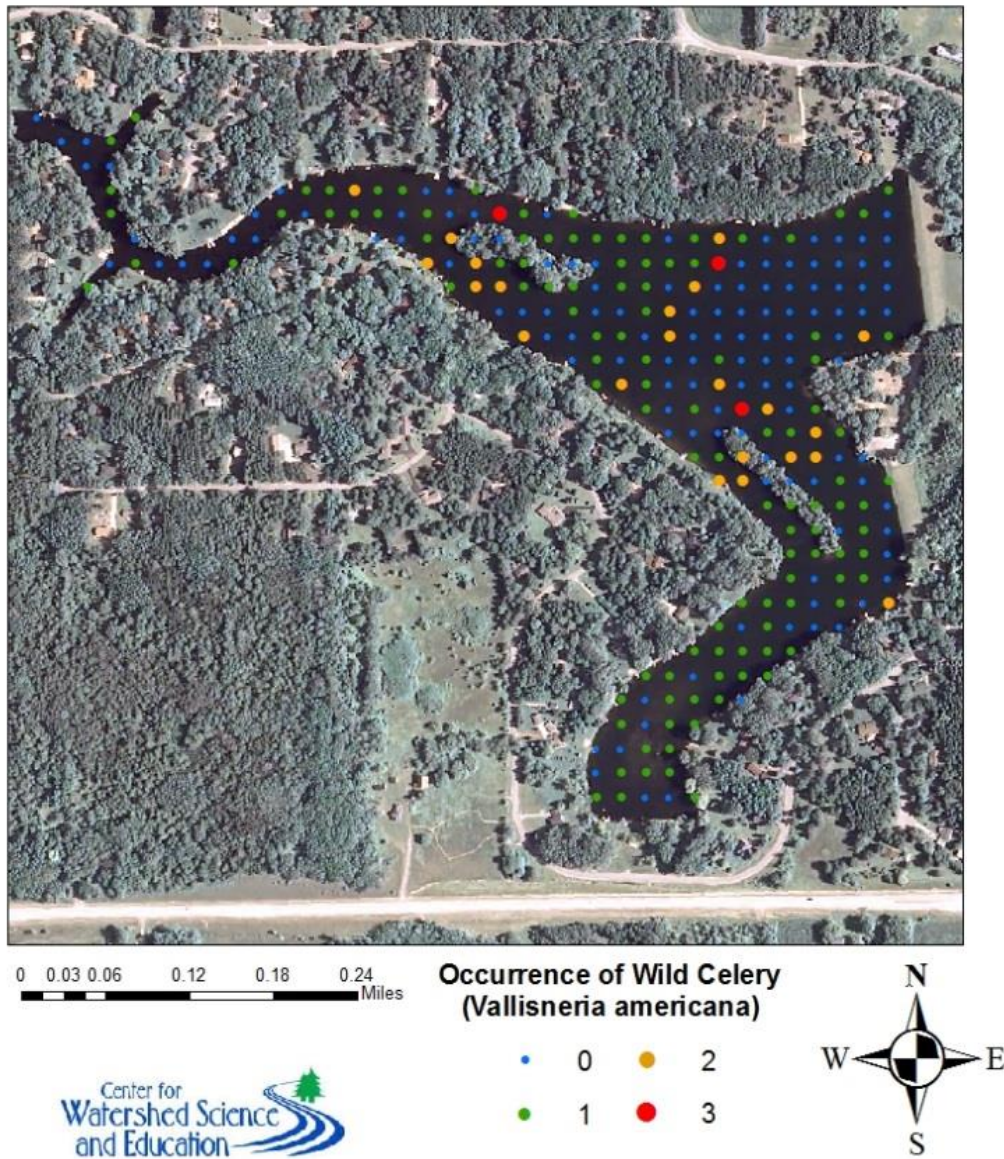 0 0.03 0.06 0.12 0.18 0.24
Miles
Occurrence of Wild Celery
(Vallisneria americana)
0 2
1 3
N
W E
S
Center for
Watershed Science
and Education